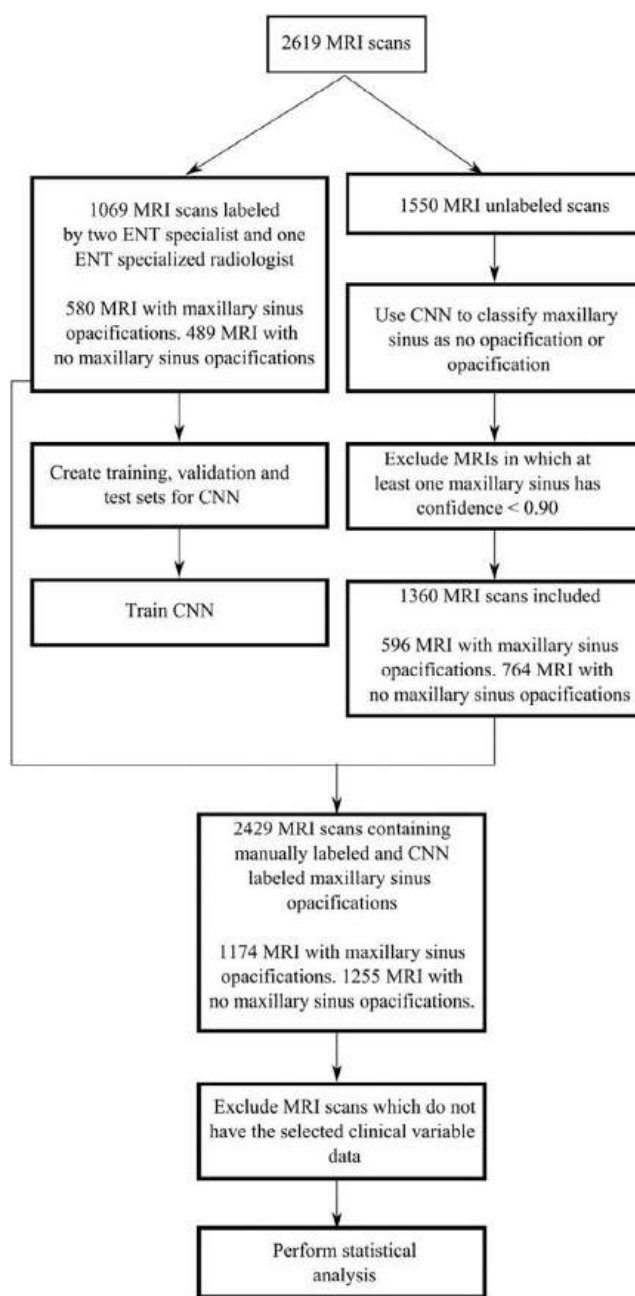 2619 MRI scans
1069 MRI scans labeled
by two ENT specialist and one
ENT specialized radiologist
580 MRI with maxillary sinus
opacifications. 489 MRI with
no maxillary sinus opacifications
1550 MRI unlabeled scans
Use CNN to classify maxillary
sinus as no opacification or
opacification
Create training, validation and
test sets for CNN
Exclude MRIs in which at
least one maxillary sinus has
confidence < 0.90
Train CNN
1360 MRI scans included
596 MRI with maxillary sinus
opacifications. 764 MRI with
no maxillary sinus opacifications
2429 MRI scans containing
manually labeled and CNN
labeled maxillary sinus
opacifications
1174 MRI with maxillary sinus
opacifications. 1255 MRI with
no maxillary sinus opacifications.
Exclude MRI scans which do not
have the selected clinical variable
data
Perform statistical
analysis